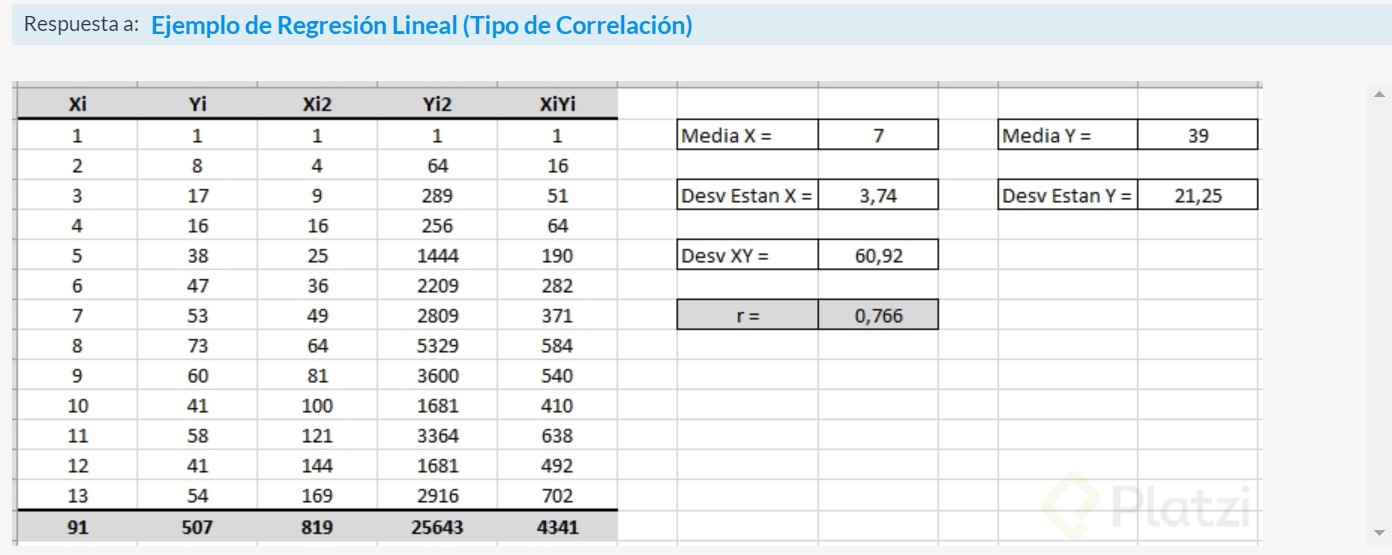 Respuesta a: Ejemplo de Regresión Lineal (Tipo de Correlación)
Xi Yi Xi2 Yi2 XiYi
1 1 1 1 1 Media X = 7 Media Y = 39
2 8 4 64 16
3 17 9 289 51 Desv Estan X = 3,74 Desv Estan Y = 21,25
4 16 16 256 64
5 38 25 1444 190 Desv XY = 60,92
6 47 36 2209 282
7 53 49 2809 371 r = 0,766
8 73 64 5329 584
9 60 81 3600 540
10 41 100 1681 410
11 58 121 3364 638
12 41 144 1681 492
13 54 169 2916 702
91 507 819 25643 4341
Platzi